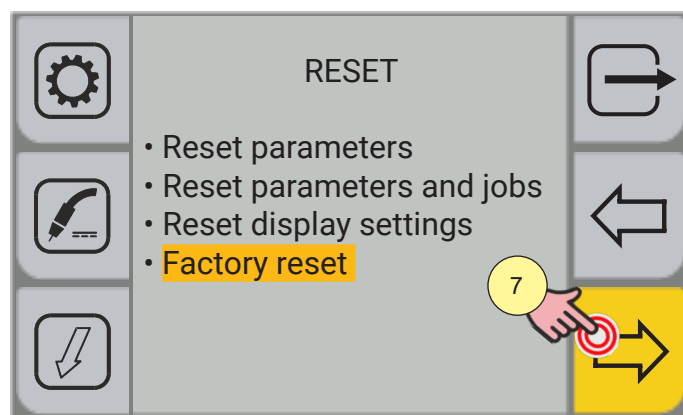 RESET
• Reset parameters
• Reset parameters and jobs
• Reset display settings
• Factory reset
7